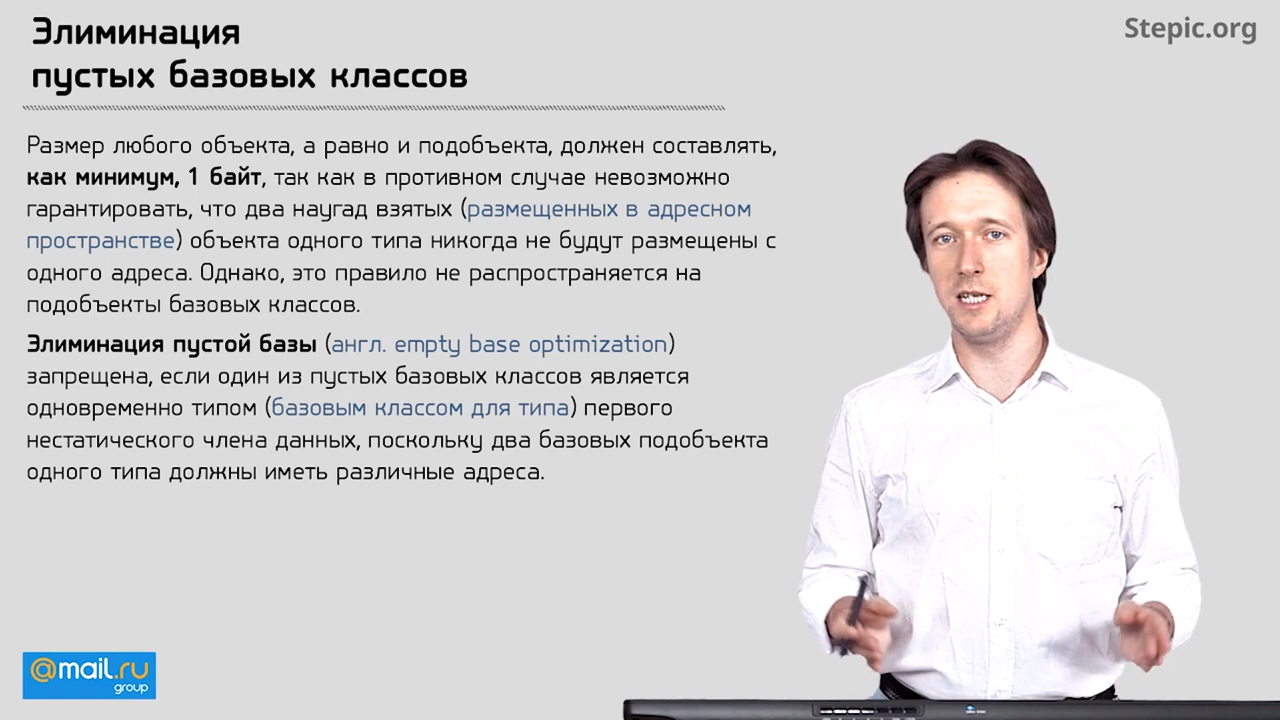 Элиминация
пустых базовых классов
Stepic.org
Размер любого объекта, а равно и подобъекта, должен составлять,
как минимум, 1 байт, так как в противном случае невозможно
гарантировать, что два наугад взятых (размещенных в адресном
пространстве) объекта одного типа никогда не будут размещены с
одного адреса. Однако, это правило не распространяется на
подобъекты базовых классов.
Элиминация пустой базы (англ. empty base optimization)
запрещена, если один из пустых базовых классов является
одновременно типом (базовым классом для типа) первого
нестатического члена данных, поскольку два базовых подобъекта
одного типа должны иметь различные адреса.
@mail.ru
group